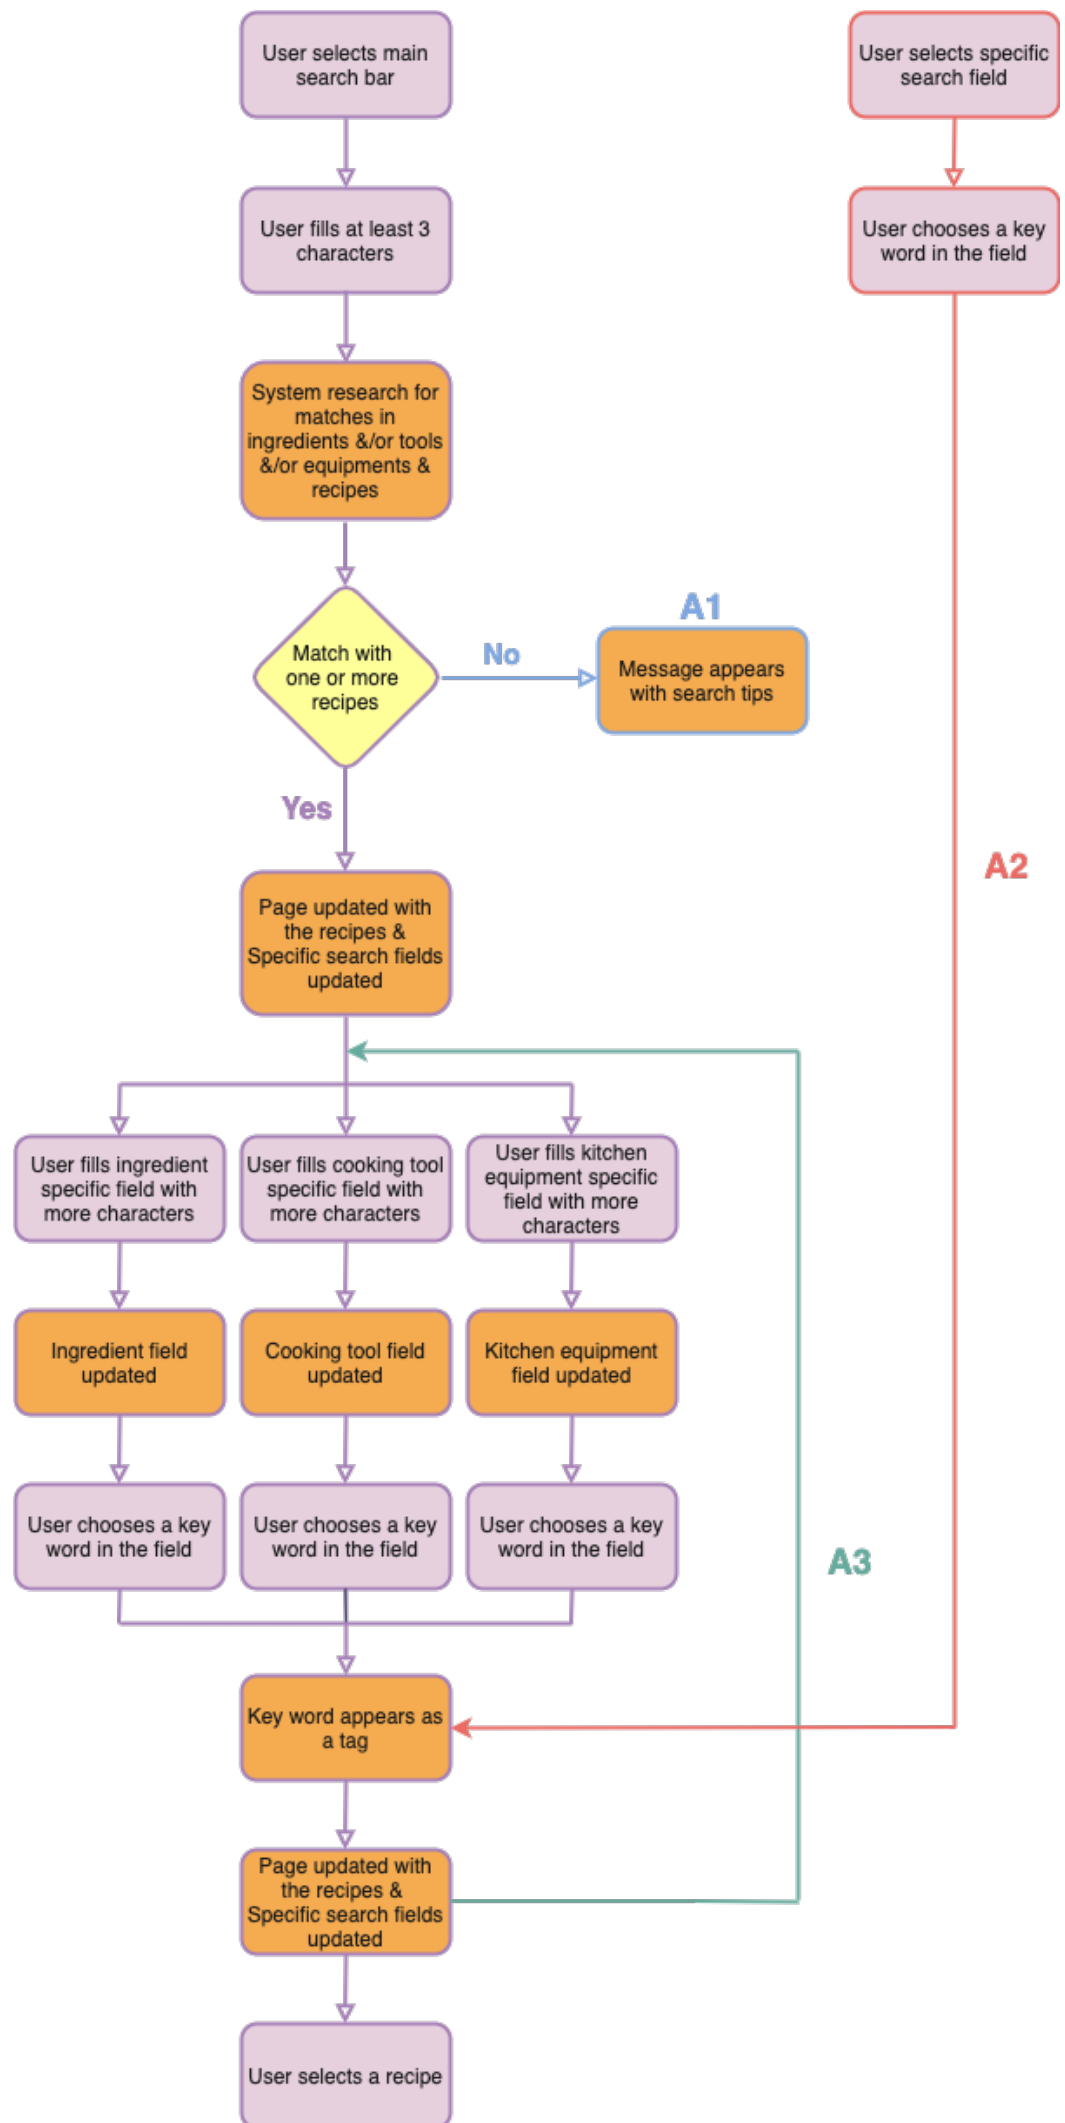 User selects main
search bar
User selects specific
search field
User fills at least 3
characters
User chooses a key
word in the field
System research for
matches in
ingredients &/or tools
&/or equipments &
recipes
Match with
one or more
recipes
No
A1
Message appears
with search tips
Yes
A2
Page updated with
the recipes &
Specific search fields
updated
User fills ingredient
specific field with
more characters
User fills cooking tool
specific field with
more characters
User fills kitchen
equipment specific
field with more
characters
Ingredient field
updated
Cooking tool field
updated
Kitchen equipment
field updated
User chooses a key
word in the field
User chooses a key
word in the field
User chooses a key
word in the field
A3
Key word appears as
a tag
Page updated with
the recipes &
Specific search fields
updated
User selects a recipe